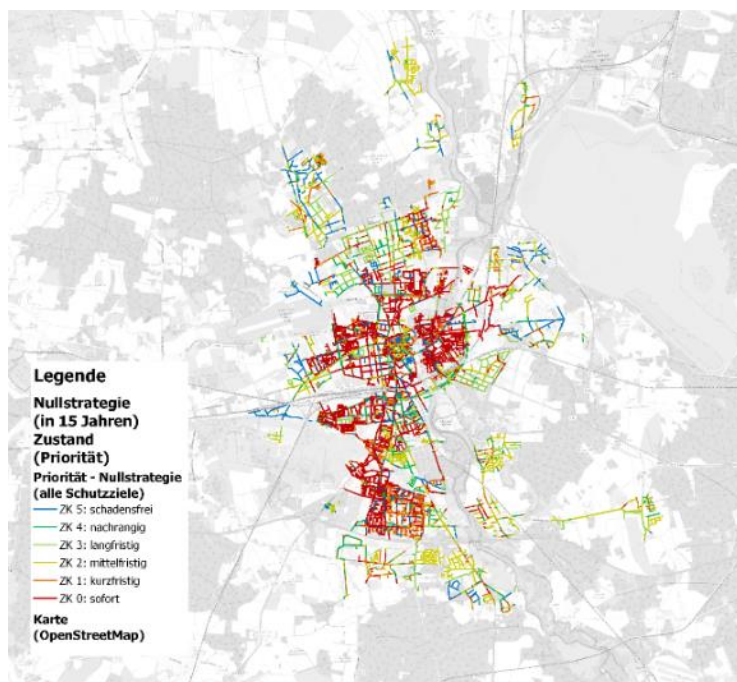 Legende
Nullstrategie
(in 15 Jahren)
Zustand
(Priorität)
Priorität - Nullstrategie
(alle Schutzziele)
ZK 5: schadensfrei
ZK 4: nachrangig
ZK 3: langfristig
ZK 2: mittelfristig
ZK 1: kurzfristig
ZK 0: sofort
Karte
(OpenStreetMap)